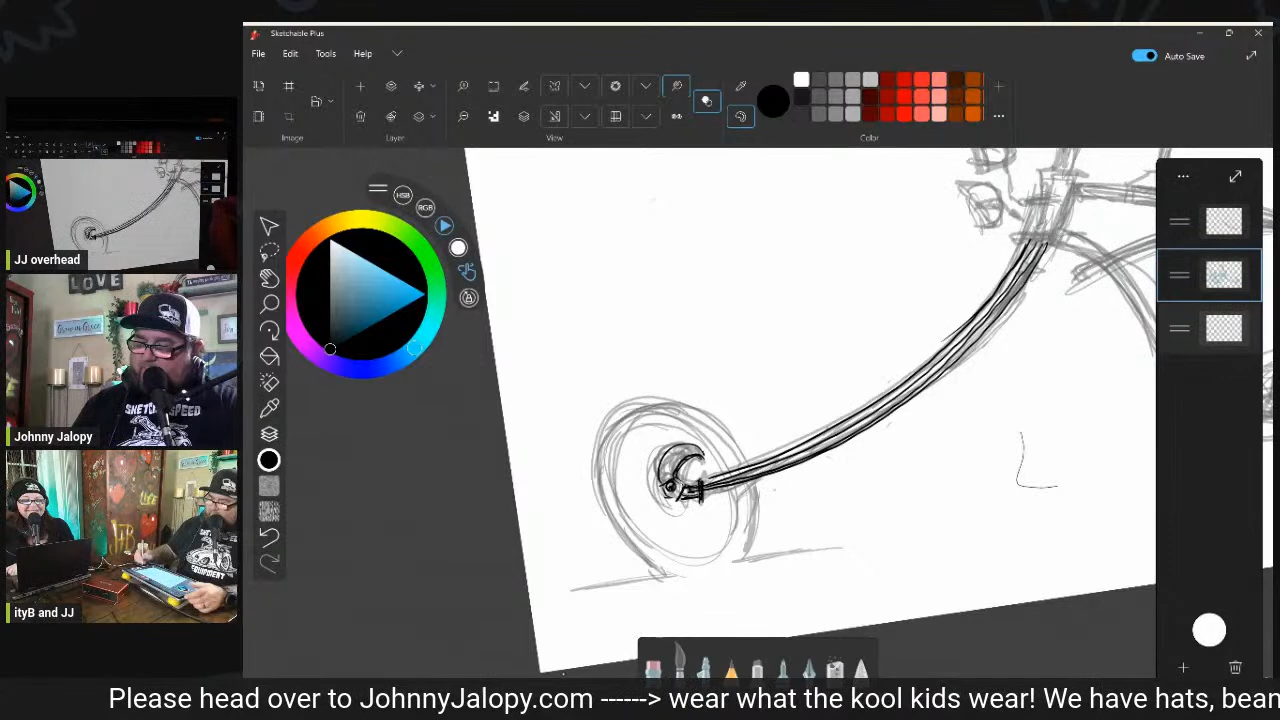 Sketchable Plus
File Edit Tools Help
Auto Save
Image Layer View Color
HSB
RGB
JJ overhead
LOVE
Johnny Jalopy
SKETCH SPEED
EQUIPMENT
ityB and JJ
Please head over to JohnnyJalopy.com ------> wear what the kool kids wear! We have hats, bean